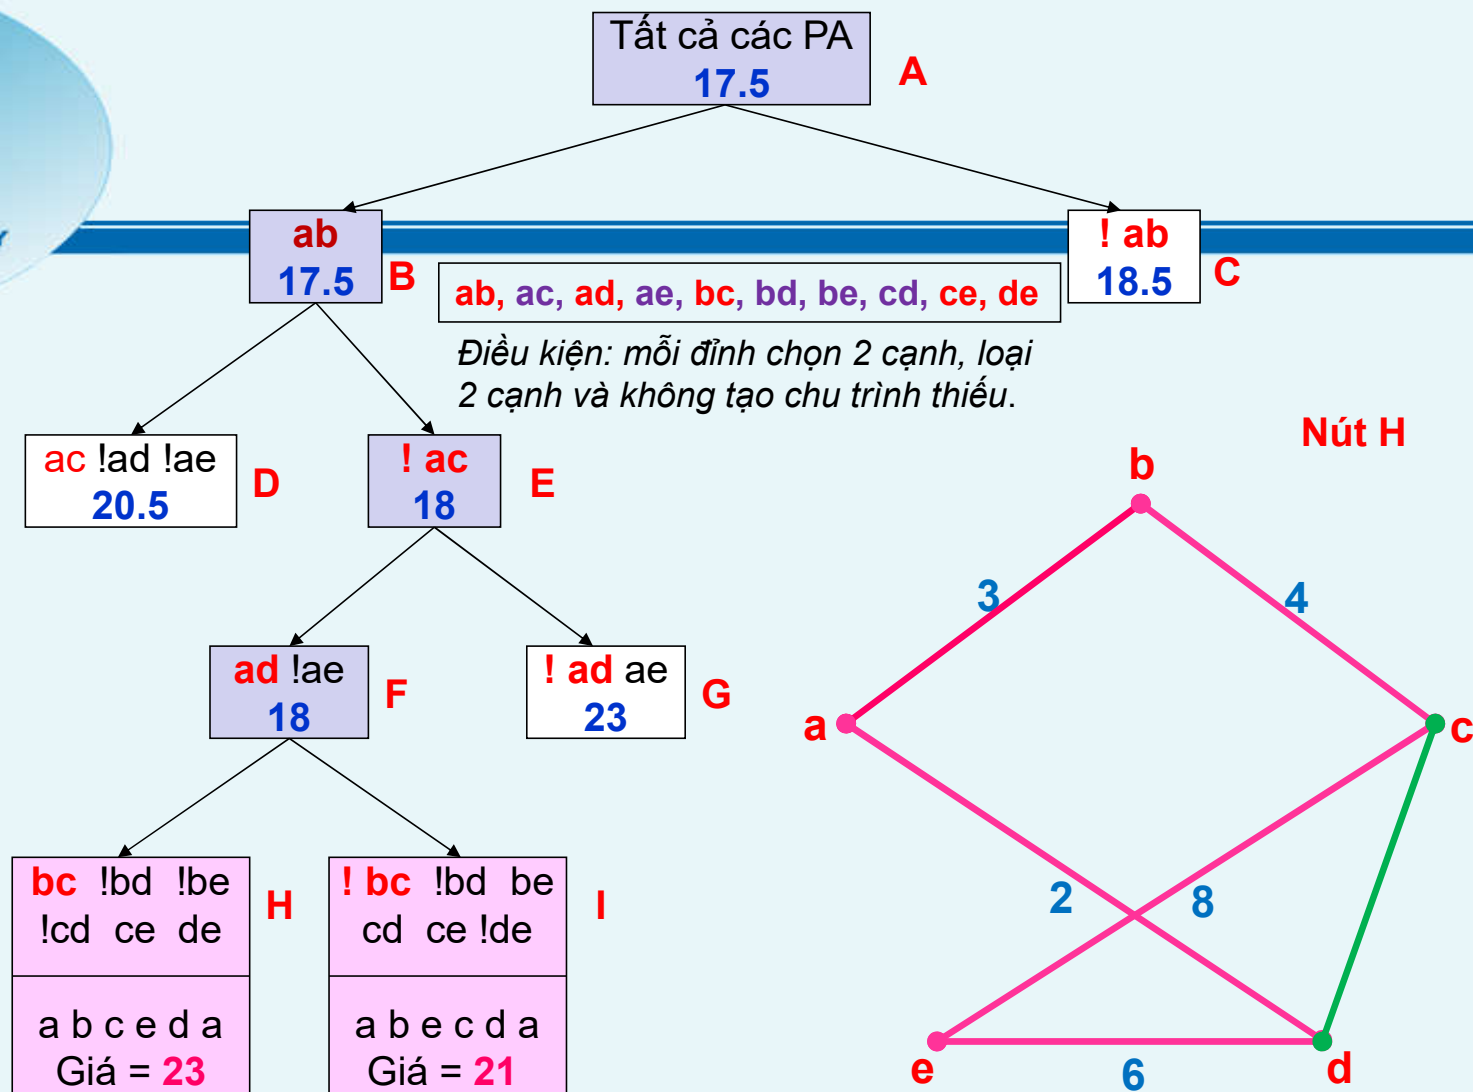 Tất cả các PA
17.5
A
ab
17.5
B
! ab
18.5
C
ab, ac, ad, ae, bc, bd, be, cd, ce, de
Điều kiện: mỗi đỉnh chọn 2 cạnh, loại
2 cạnh và không tạo chu trình thiếu.
ac !ad !ae
20.5
D
! ac
18
E
ad !ae
18
F
! ad ae
23
G
bc !bd !be
!cd ce de
H
a b c e d a
Giá = 23
! bc !bd be
cd ce !de
I
a b e c d a
Giá = 21
Nút H
b
3
4
a
c
2
8
e
6
d